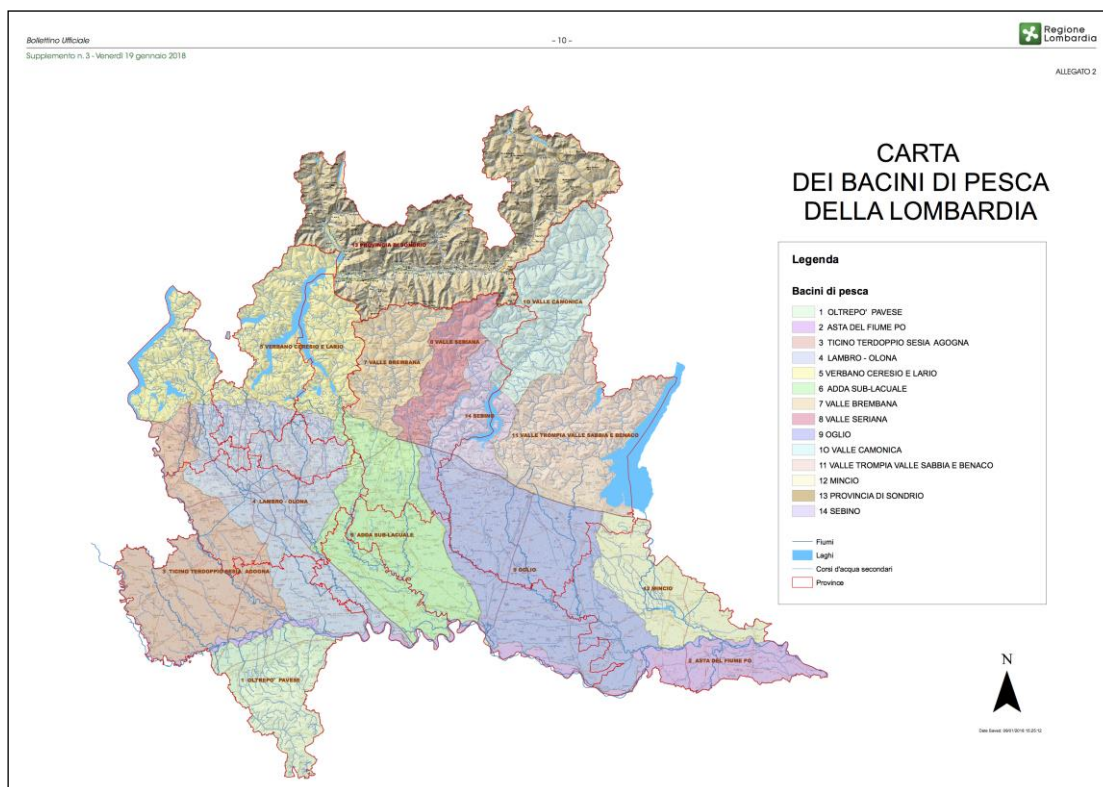 Bollettino Ufficiale
– 10 –
Regione
Lombardia
Supplemento n. 3 - Venerdì 19 gennaio 2018
ALLEGATO 2
CARTA
DEI BACINI DI PESCA
DELLA LOMBARDIA
Legenda
Bacini di pesca
1 OLTREPO' PAVESE
2 ASTA DEL FIUME PO
3 TICINO TERDOPPIO SESIA AGOGNA
4 LAMBRO - OLONA
5 VERBANO CERESIO E LARIO
6 ADDA SUB-LACUALE
7 VALLE BREMBANA
8 VALLE SERIANA
9 OGLIO
1O VALLE CAMONICA
11 VALLE TROMPIA VALLE SABBIA E BENACO
12 MINCIO
13 PROVINCIA DI SONDRIO
14 SEBINO
Fiumi
Laghi
Corsi d'acqua secondari
Province
13 PROVINCIA DI SONDRIO
10 VALLE CAMONICA
5 VERBANO CERESIO E LARIO
8 VALLE SERIANA
7 VALLE BREMBANA
14 SEBINO
11 VALLE TROMPIA VALLE SABBIA E BENACO
4 LAMBRO - OLONA
6 ADDA SUB-LACUALE
3 TICINO TERDOPPIO SESIA AGOGNA
9 OGLIO
12 MINCIO
2 ASTA DEL FIUME PO
1 OLTREPO' PAVESE
N